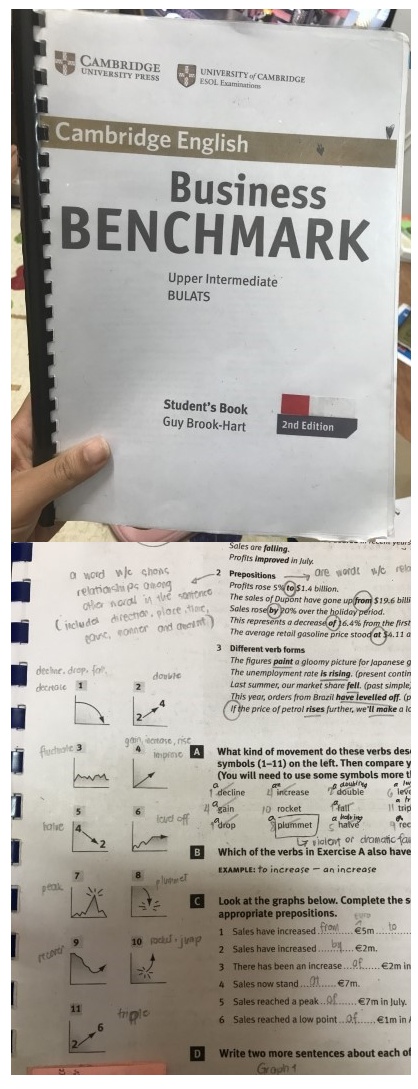 CAMBRIDGE
UNIVERSITY PRESS
UNIVERSITY of CAMBRIDGE
ESOL Examinations
Cambridge English
Business
BENCHMARK
Upper Intermediate
BULATS
Student's Book
Guy Brook-Hart
2nd Edition
Sales are falling.
Profits improved in July.
2 Prepositions → are words w/c
Profits rose 5% to $1.4 billion.
The sales of Dupont have gone up from $19.6
Sales rose by 20% over the holiday period.
This represents a decrease of 16.4% from the first
The average retail gasoline price stood at $4.11
a word w/c shows
relationships among
other words in the sentence
(includes direction, place, time,
manner and amount)
3 Different verb forms
The figures paint a gloomy picture for Japanese
The unemployment rate is rising. (present
Last summer, our market share fell. (past simple,
This year, orders from Brazil have levelled off.
If the price of petrol rises further, we'll make a
decline, drop, fall,
decrease 1
2 double
2 4
fluctuate 3
gain, increase, rise
4 improve
halve 5
4 2
6 level off
peak 7
8 plummet
recover 9
10 rocket, jump
11 triple
2 6
A What kind of movement do these verbs
symbols (1–11) on the left. Then compare
(You will need to use some symbols more
1 decline 4 increase 2 double 6
4 gain 10 rocket 1 fall 11
1 drop 8 plummet 5 halve 9
↳ violent or dramatic
B Which of the verbs in Exercise A also have
EXAMPLE: to increase – an increase
C Look at the graphs below. Complete the
appropriate prepositions.
1 Sales have increased from €5m to
2 Sales have increased by €2m.
3 There has been an increase of €2m in
4 Sales now stand at €7m.
5 Sales reached a peak of €7m in July.
6 Sales reached a low point of €1m in
D Write two more sentences about each of
Graph 1